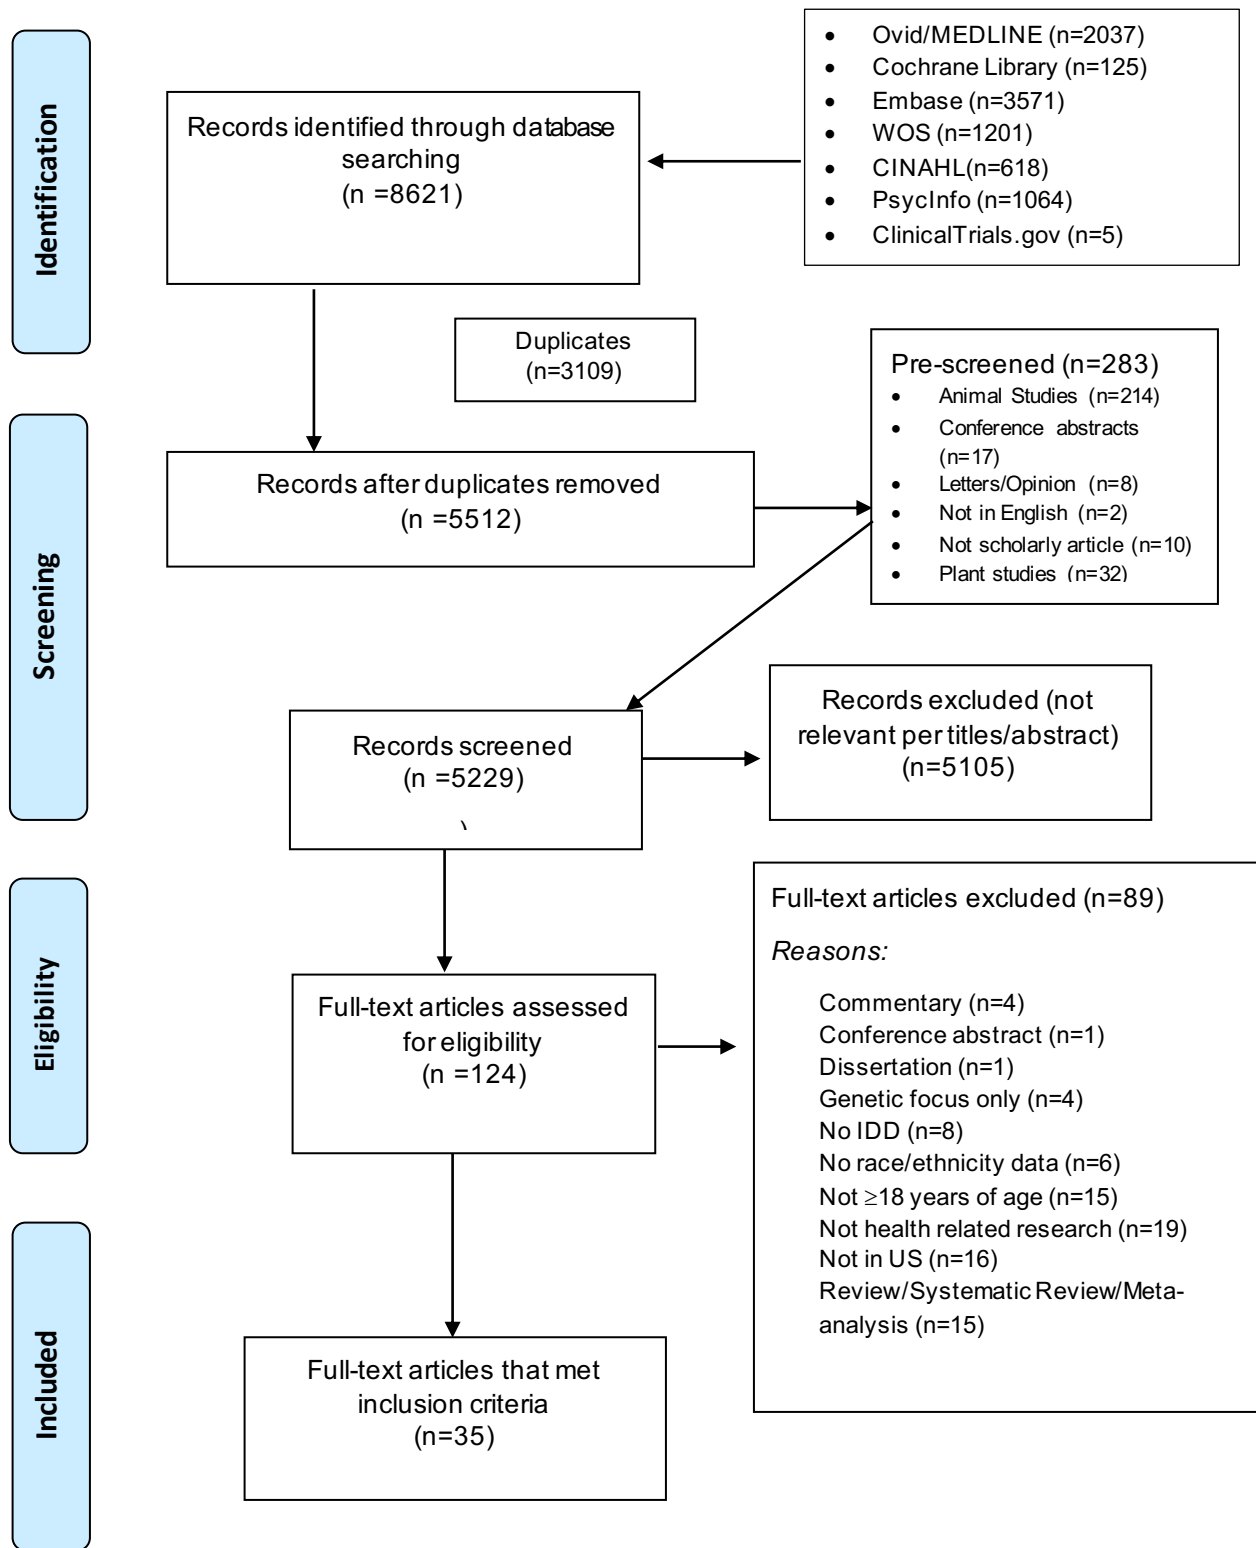 Identification
Records identified through database
searching
(n =8621)
• Ovid/MEDLINE (n=2037)
• Cochrane Library (n=125)
• Embase (n=3571)
• WOS (n=1201)
• CINAHL(n=618)
• PsycInfo (n=1064)
• ClinicalTrials.gov (n=5)
Duplicates
(n=3109)
Screening
Records after duplicates removed
(n =5512)
Pre-screened (n=283)
• Animal Studies (n=214)
• Conference abstracts
(n=17)
• Letters/Opinion (n=8)
• Not in English (n=2)
• Not scholarly article (n=10)
• Plant studies (n=32)
Records screened
(n =5229)
Records excluded (not
relevant per titles/abstract)
(n=5105)
Eligibility
Full-text articles assessed
for eligibility
(n =124)
Full-text articles excluded (n=89)
Reasons:
Commentary (n=4)
Conference abstract (n=1)
Dissertation (n=1)
Genetic focus only (n=4)
No IDD (n=8)
No race/ethnicity data (n=6)
Not ≥18 years of age (n=15)
Not health related research (n=19)
Not in US (n=16)
Review/Systematic Review/Meta-
analysis (n=15)
Included
Full-text articles that met
inclusion criteria
(n=35)